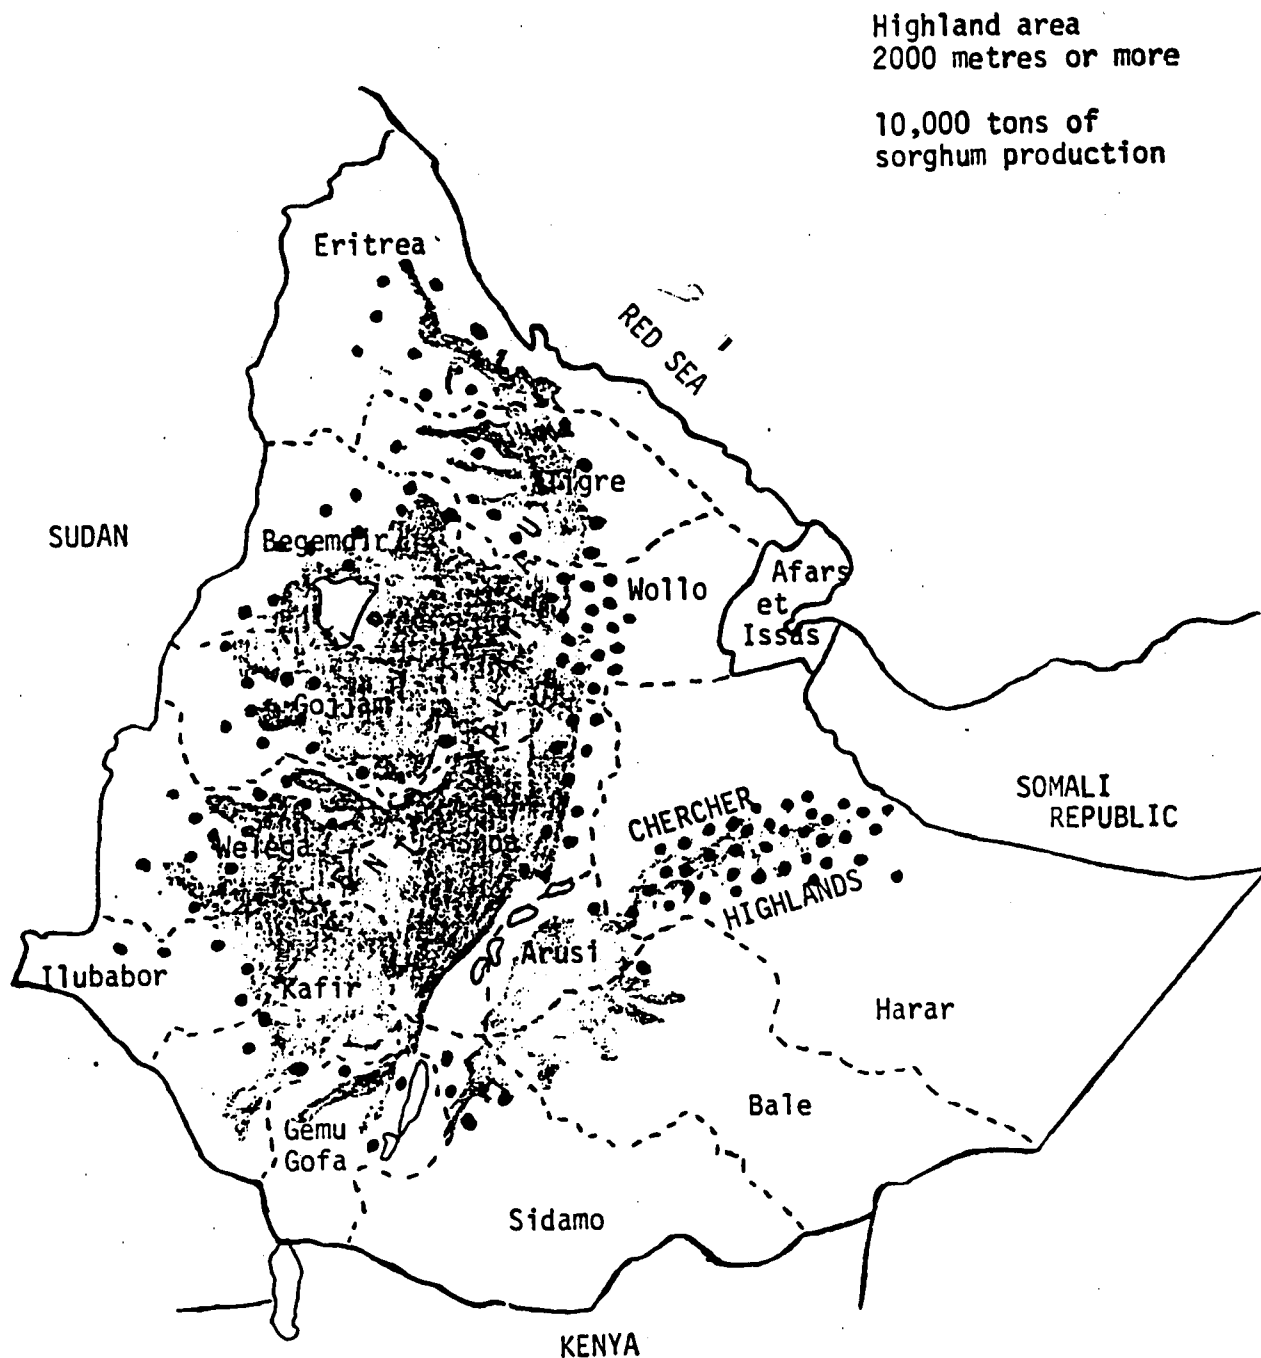 Highland area
2000 metres or more
10,000 tons of
sorghum production
Eritrea
RED SEA
Tigre
SUDAN
Begemdir
Wollo
Afars
et
Issas
Gojjam
SOMALI
REPUBLIC
CHERCHER
Welega
Shoa
HIGHLANDS
Arusi
Ilubabor
Kafir
Harar
Bale
Gemu
Gofa
Sidamo
KENYA